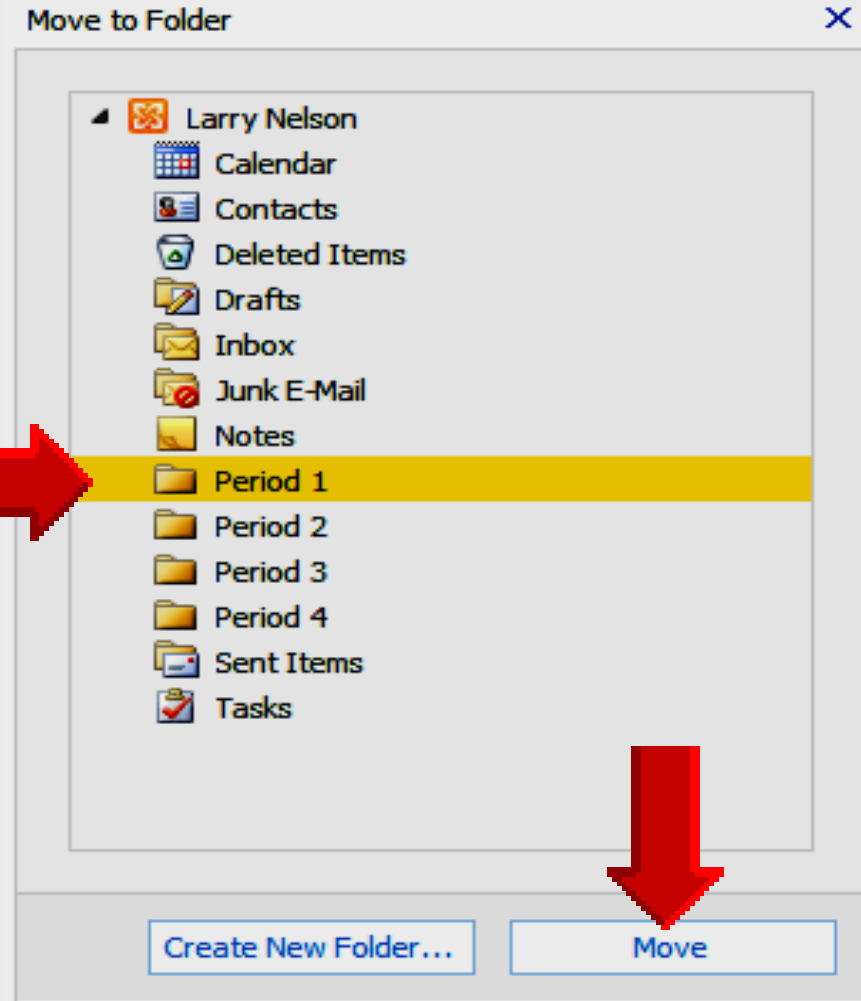 Move to Folder
Larry Nelson
Calendar
Contacts
Deleted Items
Drafts
Inbox
Junk E-Mail
Notes
Period 1
Period 2
Period 3
Period 4
Sent Items
Tasks
Create New Folder... Move